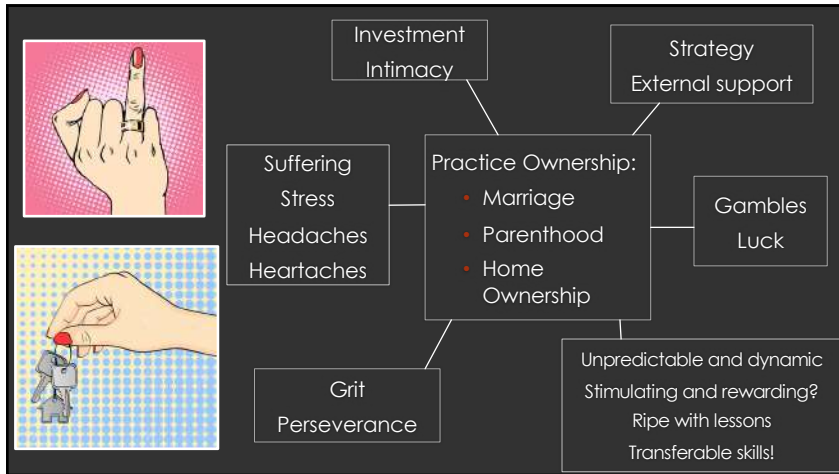 Investment
Intimacy
Strategy
External support
Suffering
Stress
Headaches
Heartaches
Practice Ownership:
• Marriage
• Parenthood
• Home
Ownership
Gambles
Luck
Grit
Perseverance
Unpredictable and dynamic
Stimulating and rewarding?
Ripe with lessons
Transferable skills!